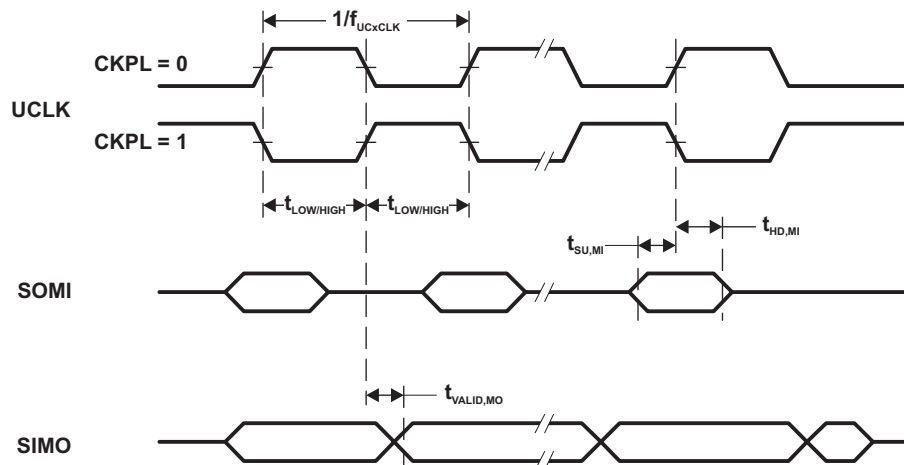 1/fUCxCLK
CKPL = 0
UCLK
CKPL = 1
tLOW/HIGH tLOW/HIGH
tHD,MI
tSU,MI
SOMI
tVALID,MO
SIMO